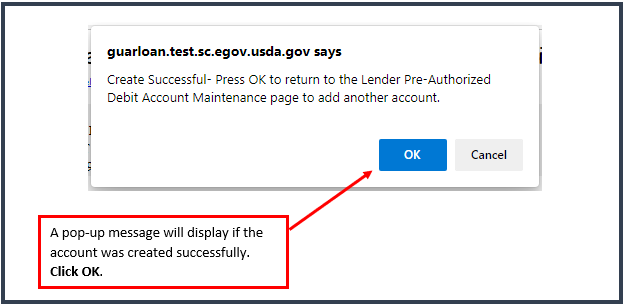 guarloan.test.sc.egov.usda.gov says
Create Successful- Press OK to return to the Lender Pre-Authorized
Debit Account Maintenance page to add another account.
OK
Cancel
A pop-up message will display if the
account was created successfully.
Click OK.